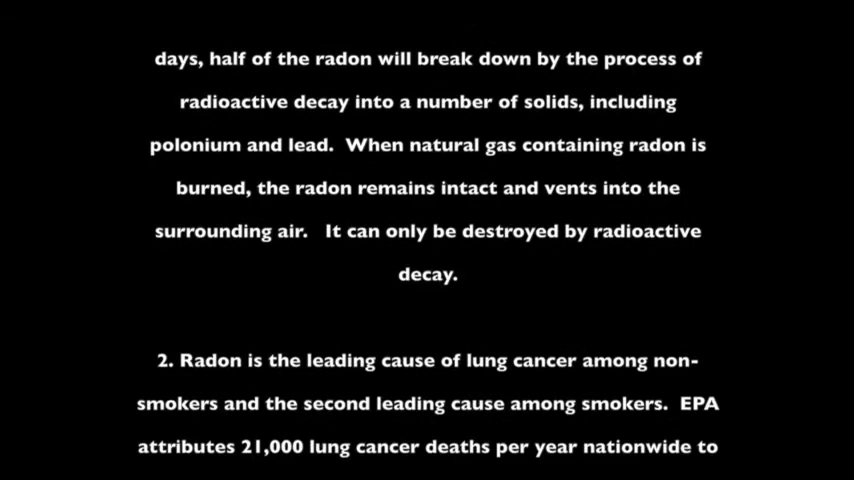 days, half of the radon will break down by the process of
radioactive decay into a number of solids, including
polonium and lead.  When natural gas containing radon is
burned, the radon remains intact and vents into the
surrounding air.   It can only be destroyed by radioactive
decay.
2. Radon is the leading cause of lung cancer among non-
smokers and the second leading cause among smokers.  EPA
attributes 21,000 lung cancer deaths per year nationwide to